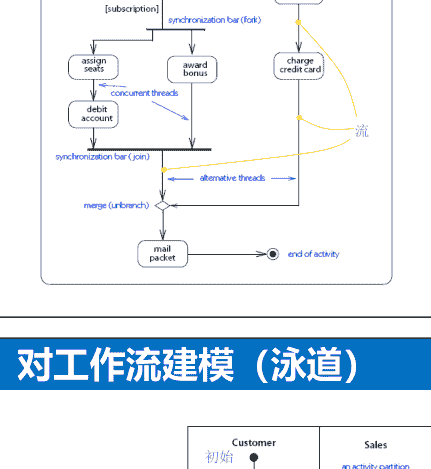 [subscription]
synchronization bar (fork)
assign
seats
award
bonus
charge
credit card
concurrent threads
debit
account
流
synchronization bar (join)
alternative threads
merge (unbranch)
mail
packet
end of activity
对工作流建模（泳道）
Customer
Sales
初始
an activity partition